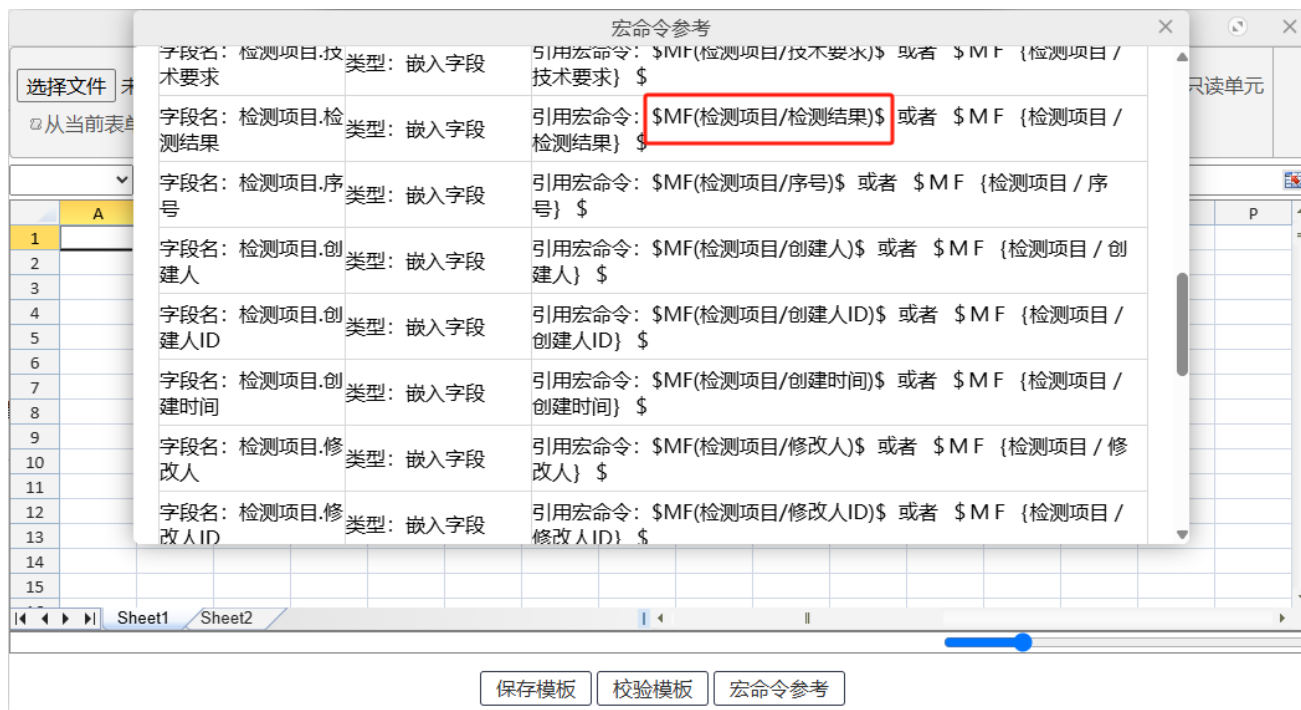 宏命令参考
选择文件 未
只读单元
从当前表单
字段名：检测项目.技
术要求
类型：嵌入字段
引用宏命令：$MF(检测项目/技术要求)$ 或者 ＄ＭＦ｛检测项目／
技术要求｝＄
字段名：检测项目.检
测结果
类型：嵌入字段
引用宏命令：$MF(检测项目/检测结果)$ 或者 ＄ＭＦ｛检测项目／
检测结果｝＄
字段名：检测项目.序
号
类型：嵌入字段
引用宏命令：$MF(检测项目/序号)$ 或者 ＄ＭＦ｛检测项目／序
号｝＄
字段名：检测项目.创
建人
类型：嵌入字段
引用宏命令：$MF(检测项目/创建人)$ 或者 ＄ＭＦ｛检测项目／创
建人｝＄
字段名：检测项目.创
建人ID
类型：嵌入字段
引用宏命令：$MF(检测项目/创建人ID)$ 或者 ＄ＭＦ｛检测项目／
创建人ID｝＄
字段名：检测项目.创
建时间
类型：嵌入字段
引用宏命令：$MF(检测项目/创建时间)$ 或者 ＄ＭＦ｛检测项目／
创建时间｝＄
字段名：检测项目.修
改人
类型：嵌入字段
引用宏命令：$MF(检测项目/修改人)$ 或者 ＄ＭＦ｛检测项目／修
改人｝＄
字段名：检测项目.修
改人ID
类型：嵌入字段
引用宏命令：$MF(检测项目/修改人ID)$ 或者 ＄ＭＦ｛检测项目／
修改人ID｝＄
A P
1
2
3
4
5
6
7
8
9
10
11
12
13
14
15
Sheet1 Sheet2
保存模板 校验模板 宏命令参考